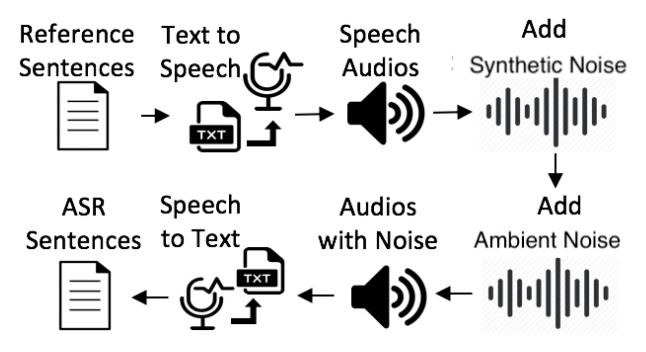 Reference
Sentences
Text to
Speech
Speech
Audios
Add
Synthetic Noise
TXT
ASR
Sentences
Speech
to Text
Audios
with Noise
Add
Ambient Noise
TXT